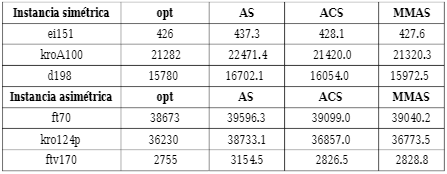 Instancia simétrica opt AS ACS MMAS
ei151 426 437.3 428.1 427.6
kroA100 21282 22471.4 21420.0 21320.3
d198 15780 16702.1 16054.0 15972.5
Instancia asimétrica opt AS ACS MMAS
ft70 38673 39596.3 39099.0 39040.2
kro124p 36230 38733.1 36857.0 36773.5
ftv170 2755 3154.5 2826.5 2828.8